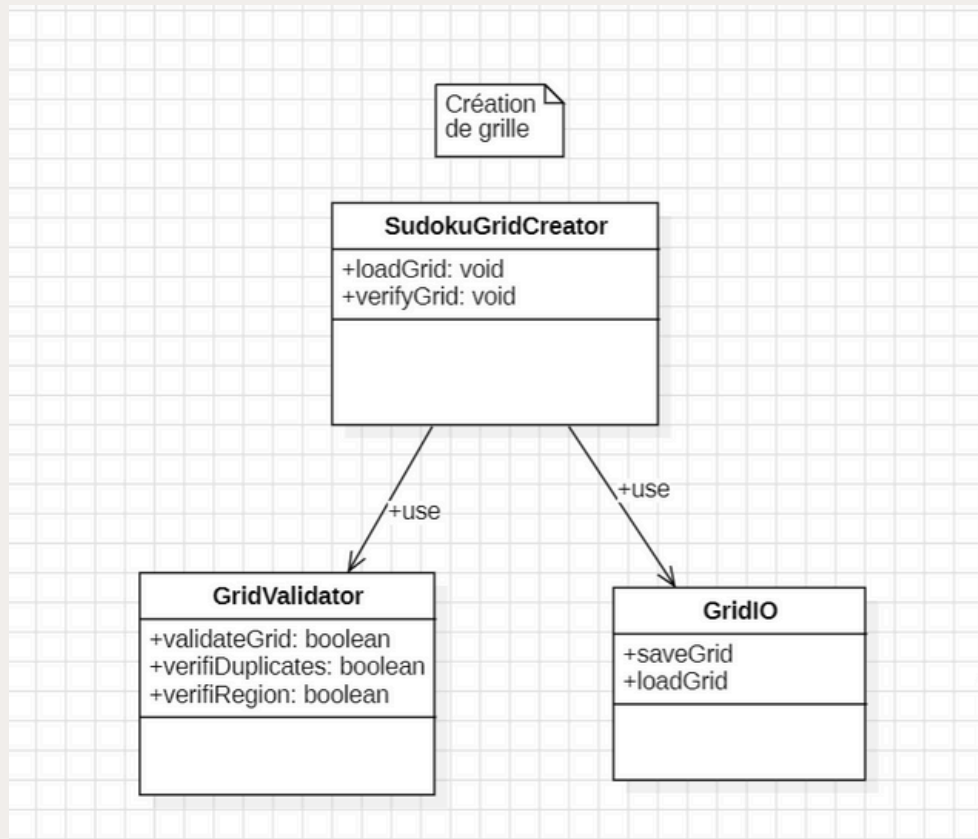 Création
de grille
SudokuGridCreator
+loadGrid: void
+verifyGrid: void
+use
+use
GridValidator
+validateGrid: boolean
+verifiDuplicates: boolean
+verifiRegion: boolean
GridIO
+saveGrid
+loadGrid